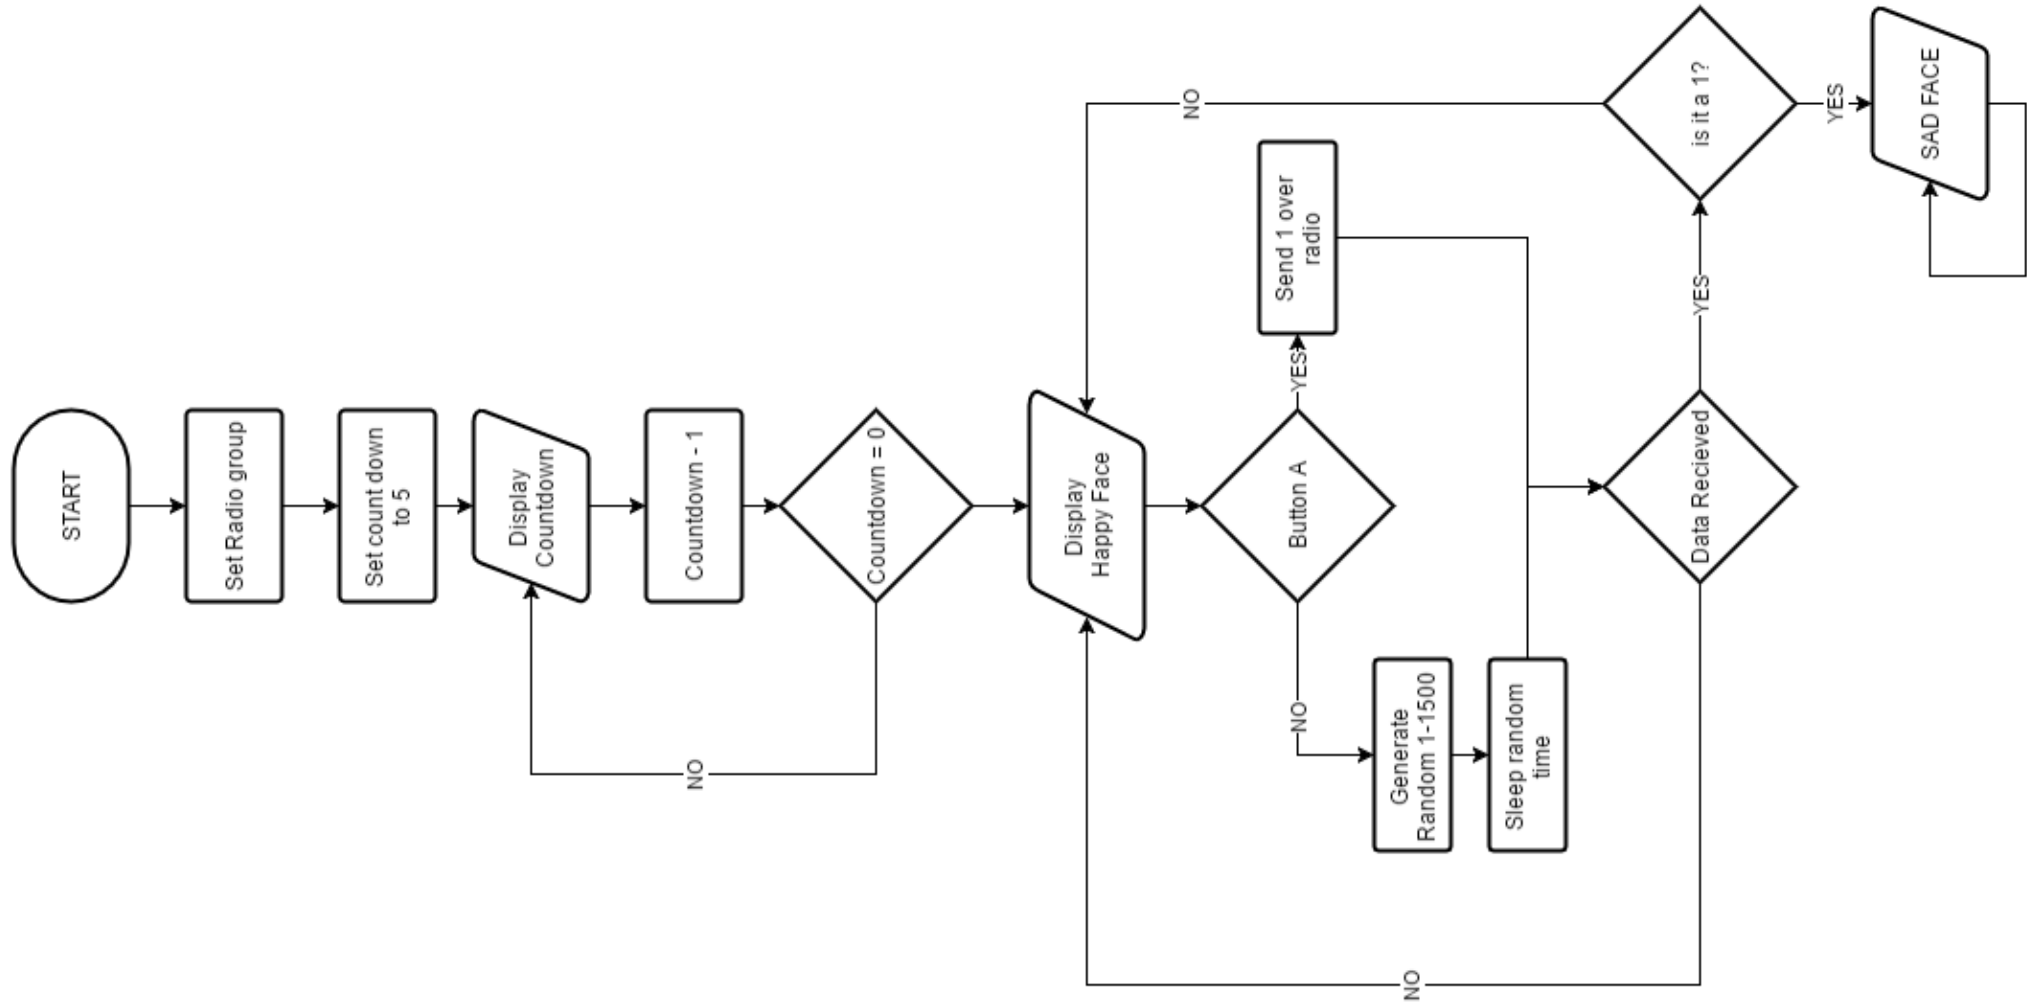 START
Set Radio group
Set count down
to 5
Display
Countdown
Countdown - 1
Countdown = 0
NO
Display
Happy Face
Button A
YES
Send 1 over
radio
NO
Generate
Random 1-1500
Sleep random
time
Data Recieved
NO
YES
is it a 1?
NO
YES
SAD FACE